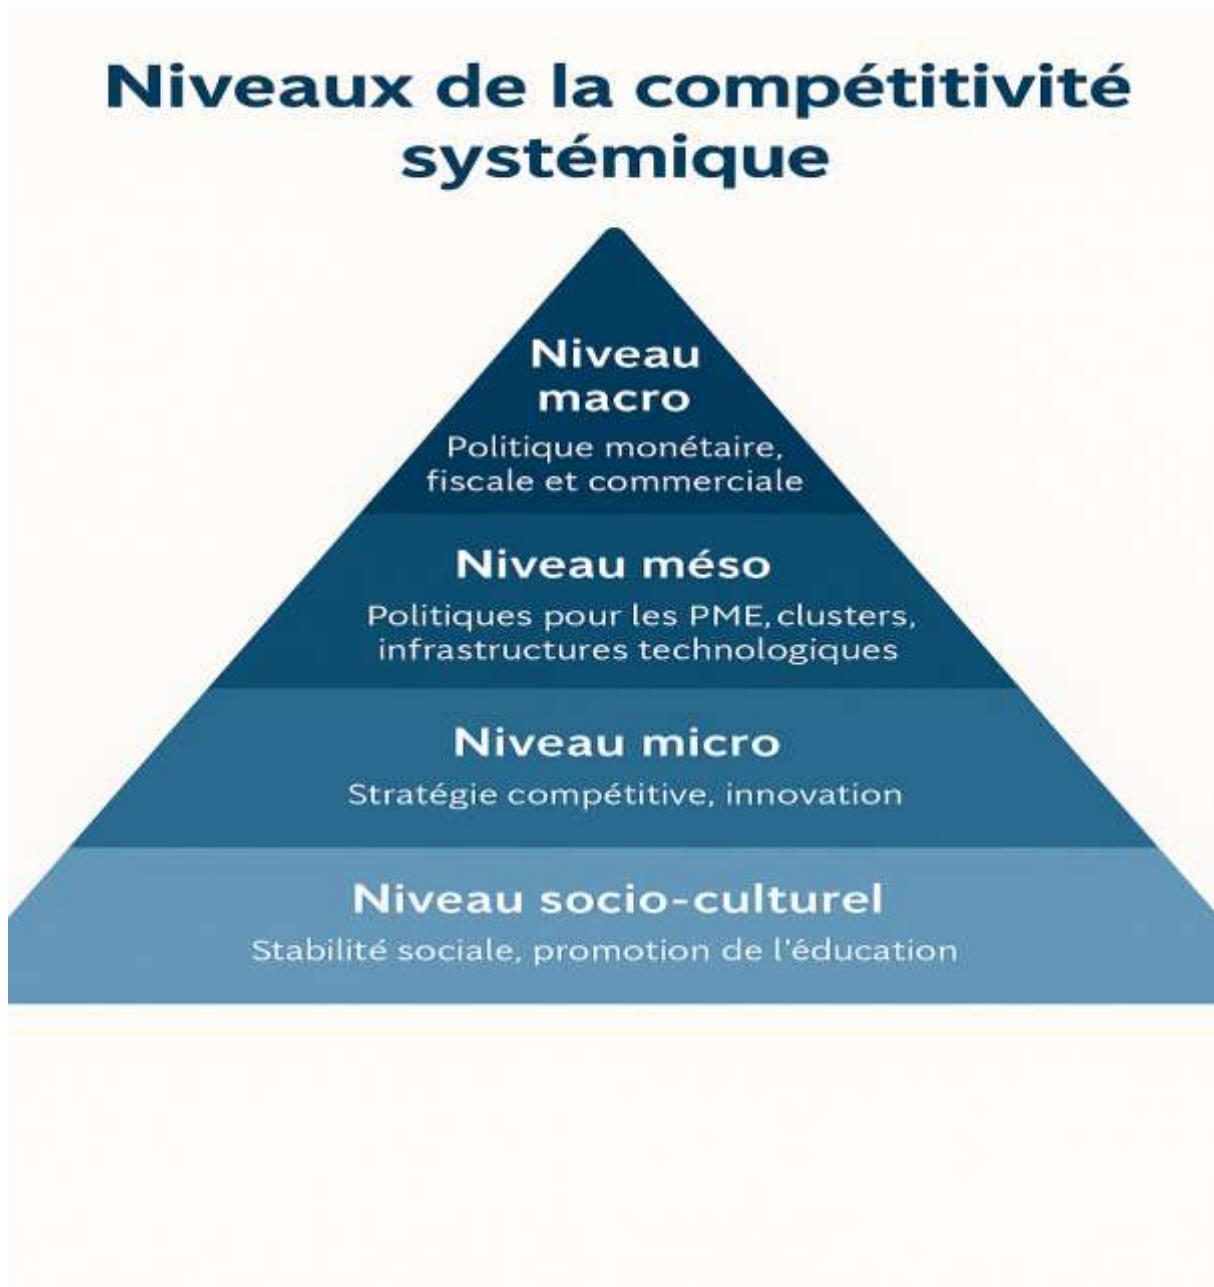 Niveaux de la compétitivité
systémique
Niveau
macro
Politique monétaire,
fiscale et commerciale
Niveau méso
Politiques pour les PME, clusters,
infrastructures technologiques
Niveau micro
Stratégie compétitive, innovation
Niveau socio-culturel
Stabilité sociale, promotion de l'éducation